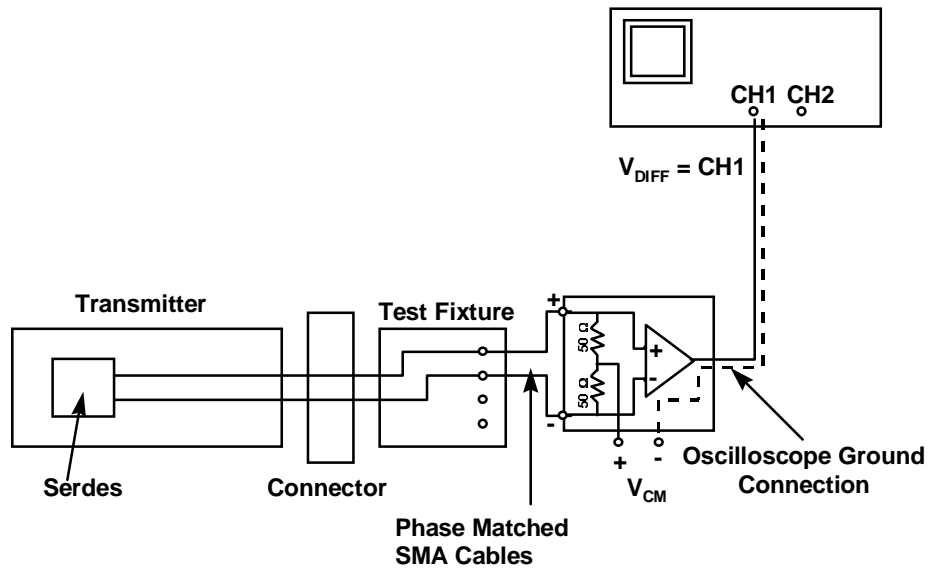 CH1 CH2
V_DIFF = CH1
Transmitter
Test Fixture
+
50 Ω
50 Ω
+
-
-
+ -
V_CM
Serdes
Connector
Oscilloscope Ground
Connection
Phase Matched
SMA Cables